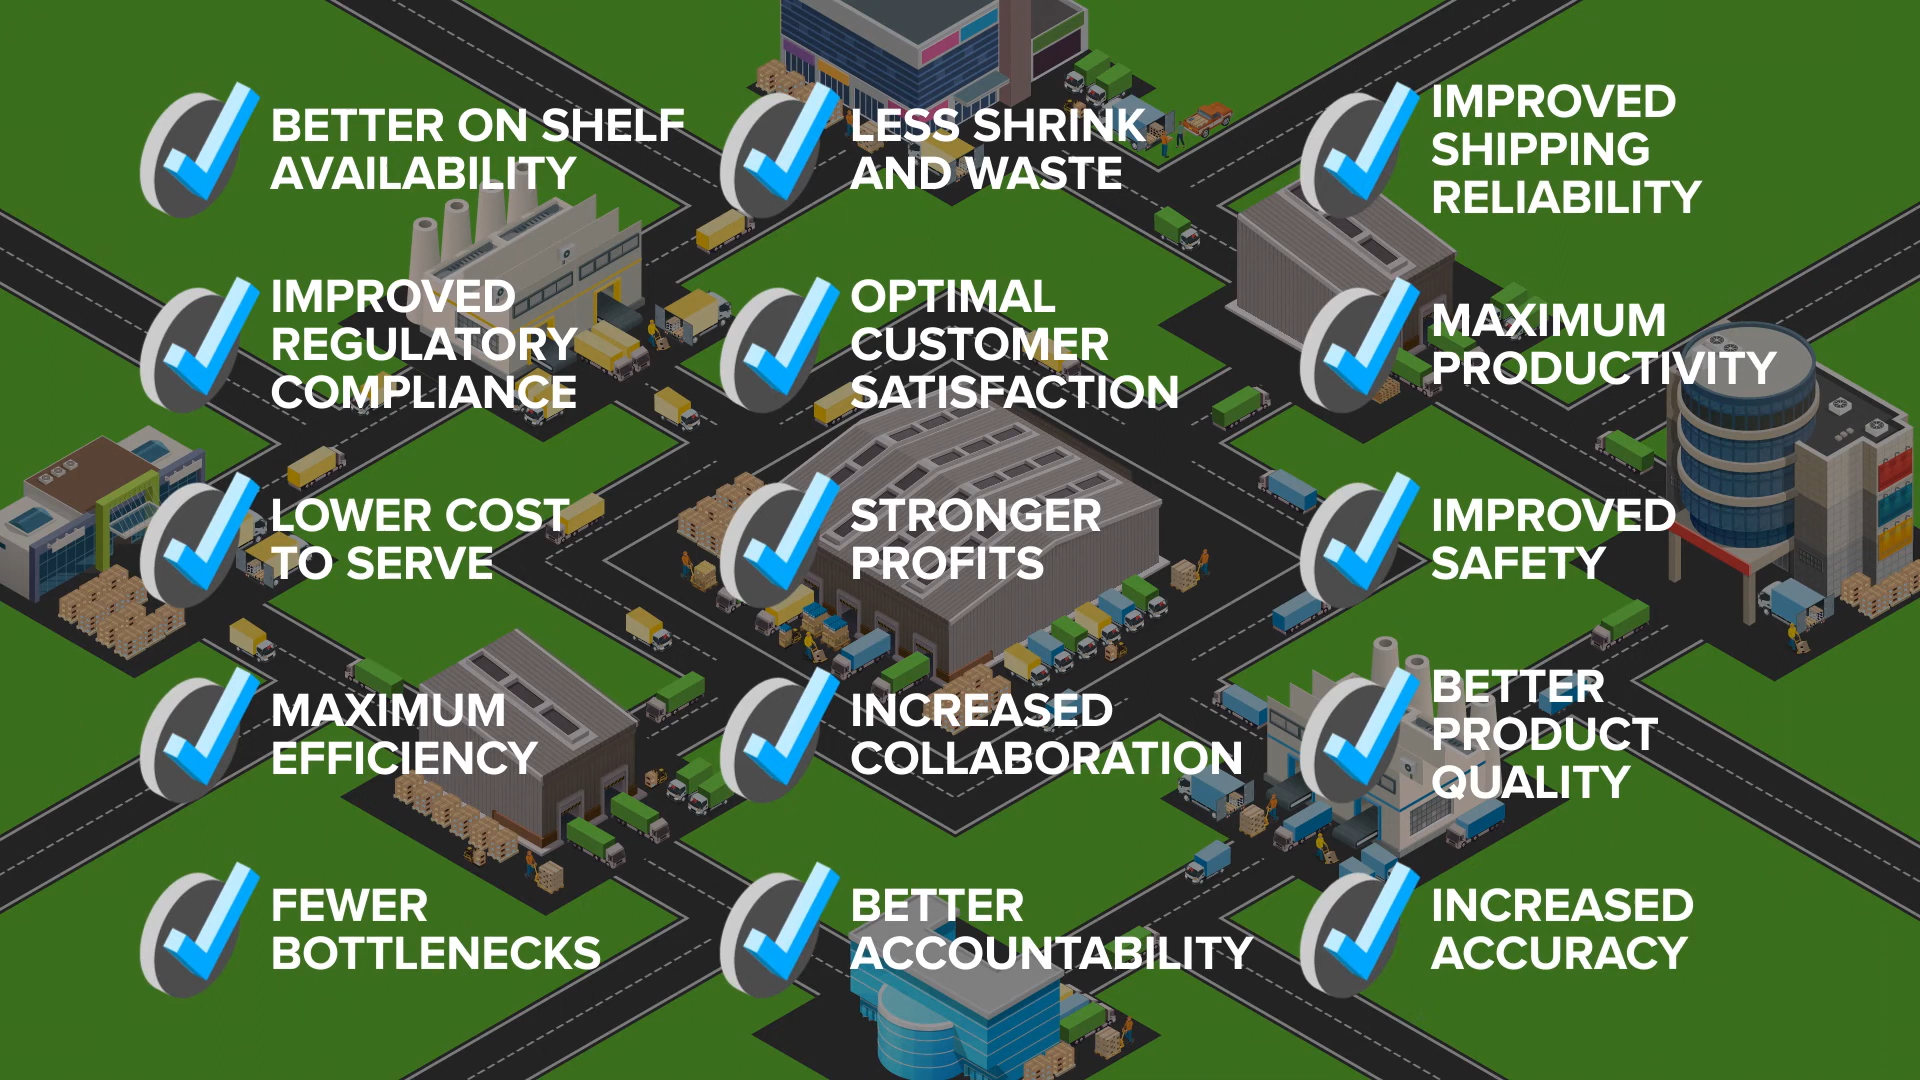 BETTER ON SHELF
AVAILABILITY
LESS SHRINK
AND WASTE
IMPROVED
SHIPPING
RELIABILITY
IMPROVED
REGULATORY
COMPLIANCE
OPTIMAL
CUSTOMER
SATISFACTION
MAXIMUM
PRODUCTIVITY
LOWER COST
TO SERVE
STRONGER
PROFITS
IMPROVED
SAFETY
MAXIMUM
EFFICIENCY
INCREASED
COLLABORATION
BETTER
PRODUCT
QUALITY
FEWER
BOTTLENECKS
BETTER
ACCOUNTABILITY
INCREASED
ACCURACY